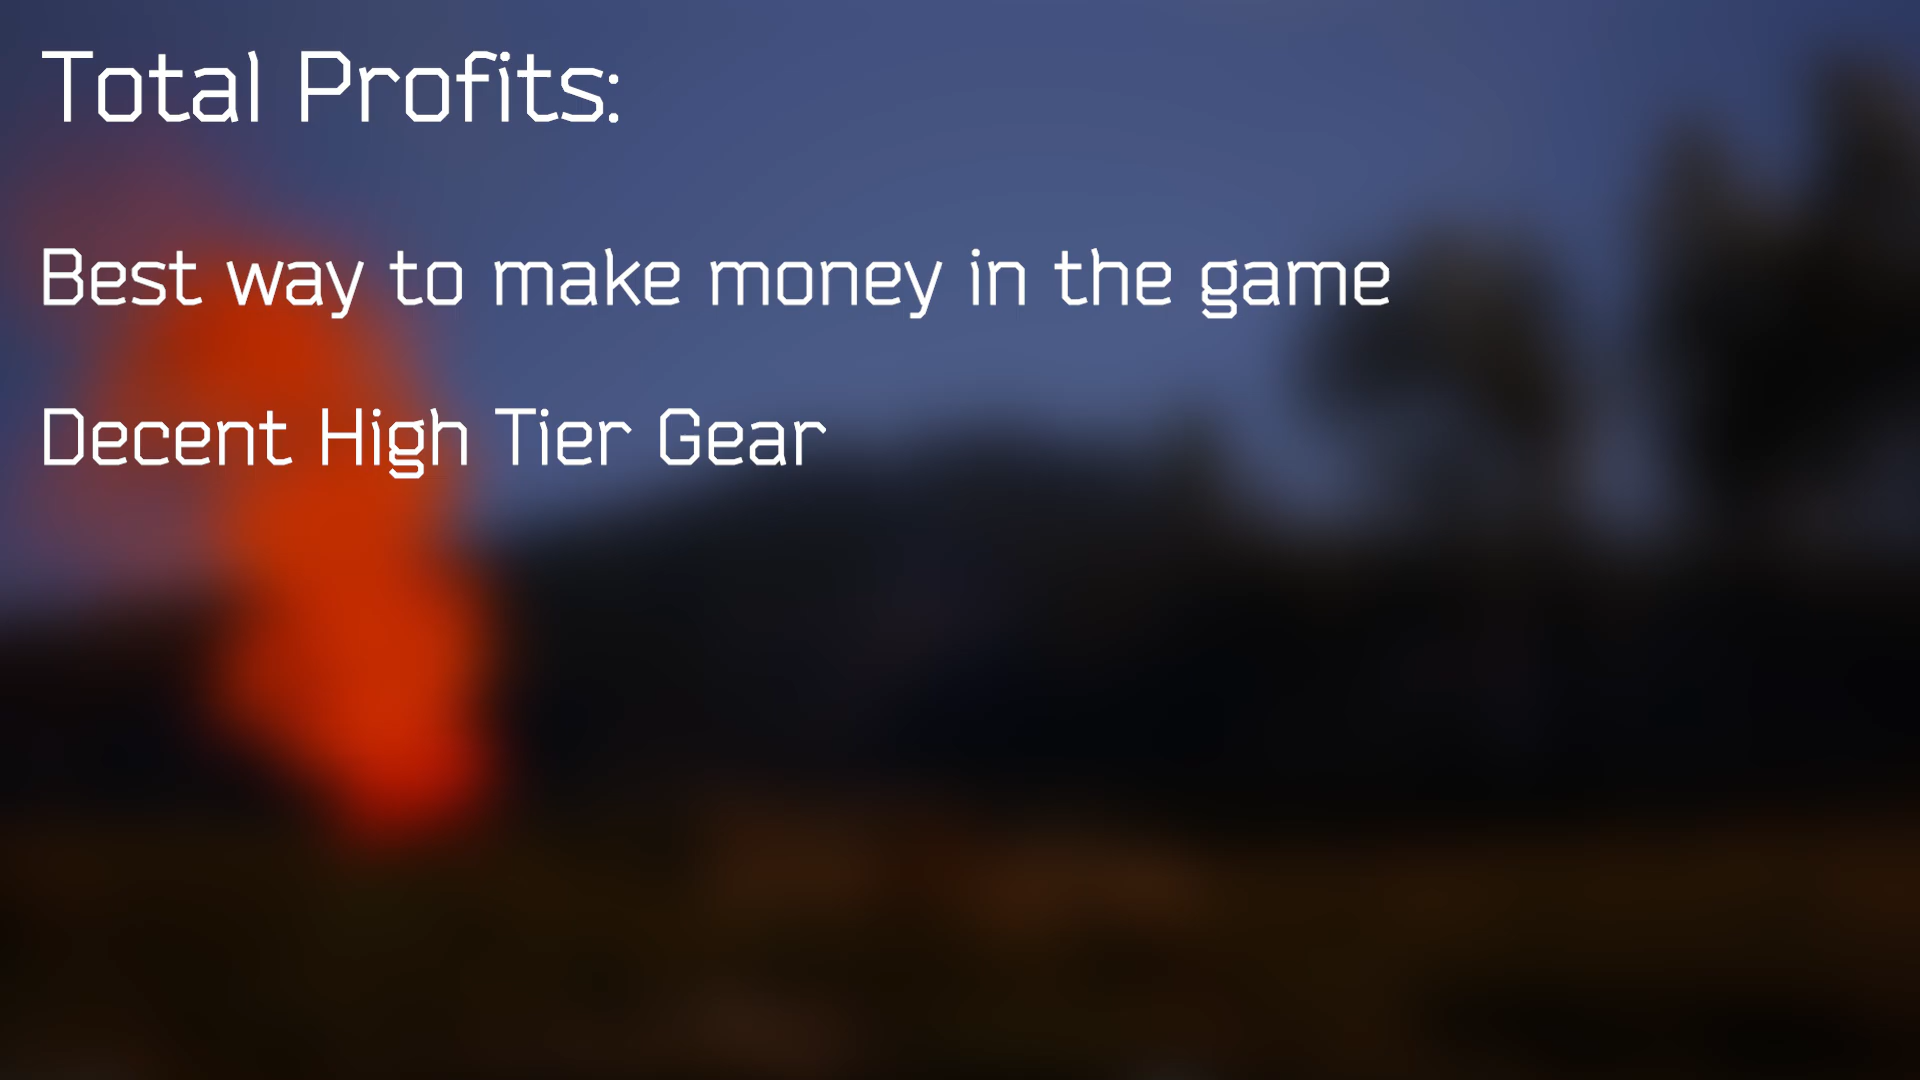 Total Profits:
Best way to make money in the game
Decent High Tier Gear